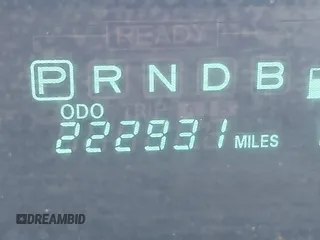 READY
P R N D B
ODO
222931 MILES
DREAMBID